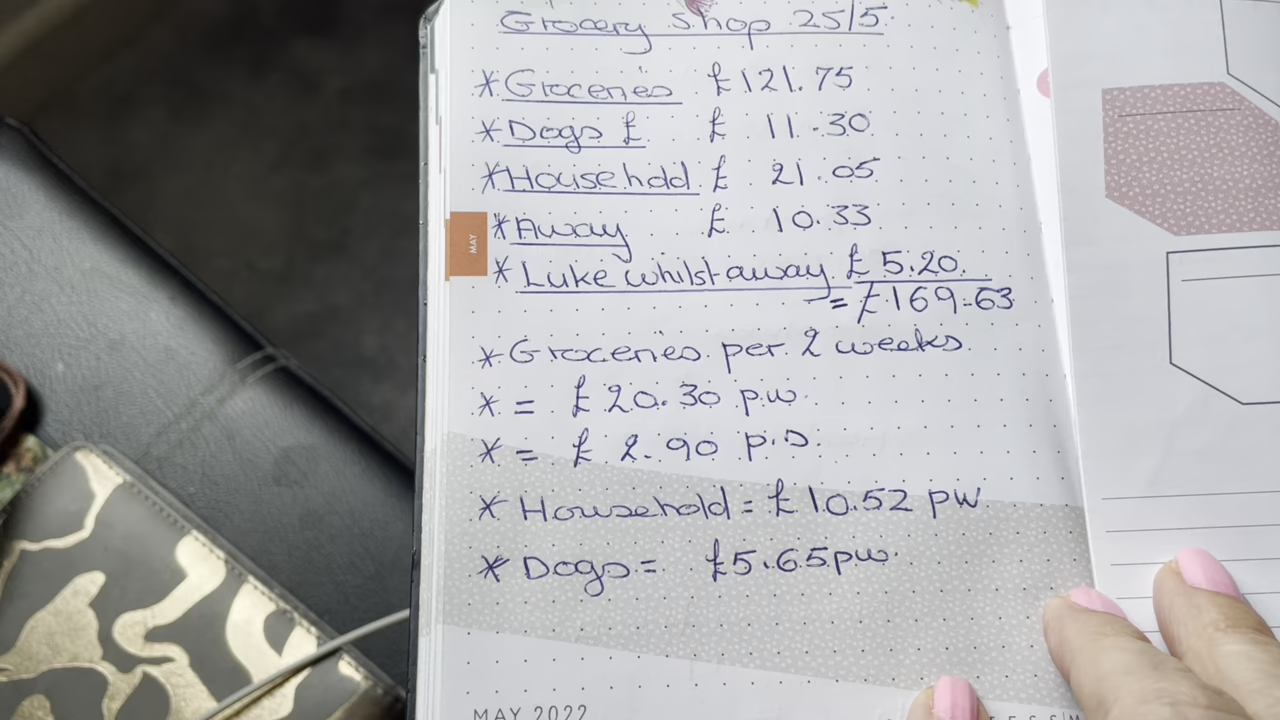 Grocery shop 25/5
* Groceries £121.75
* Dogs £ £ 11.30
* Household £ 21.05
* Away £ 10.33
MAY
* Luke whilst away £5.20
= £169-63
* Groceries per 2 weeks
* = £20.30 p.w
* = £ 2.90 p.p.
* Household = £10.52 pw
* Dogs = £5.65pw
MAY 2022